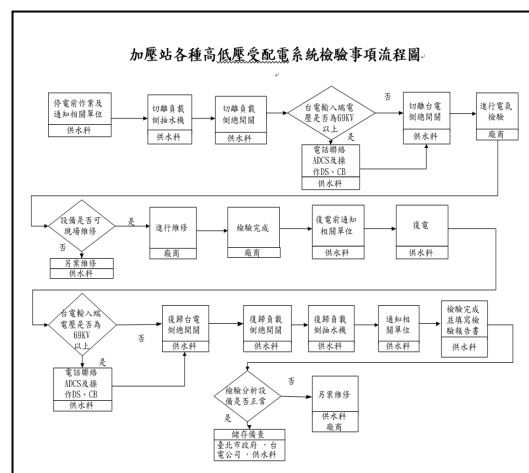 加壓站各種高低壓受配電系統檢驗事項流程圖
停電前作業及
通知相關單位
供水科
切離負載
側抽水機
供水科
切離負載
側總開關
供水科
台電輸入端電
壓是否為69KV
以上
否
是
電話聯絡
ADCS及操
作DS、CB
供水科
切離台電
側總開關
供水科
進行電氣
檢驗
廠商
設備是否可
現場維修
是
否
另案維修
供水科
進行維修
廠商
檢驗完成
廠商
復電前通知
相關單位
供水科
復電
供水科
台電輸入端
電壓是否為
69KV
以上
否
是
電話聯絡
ADCS及操
作DS、CB
供水科
復歸台電
側總開關
供水科
復歸負載
側總開關
供水科
復歸負載
側抽水機
供水科
通知相
關單位
供水科
檢驗完成
並填寫檢
驗報告書
供水科
檢驗分析設
備是否正常
否
是
另案維修
供水科
廠商
儲存備查
臺北市政府、台
電公司、供水科